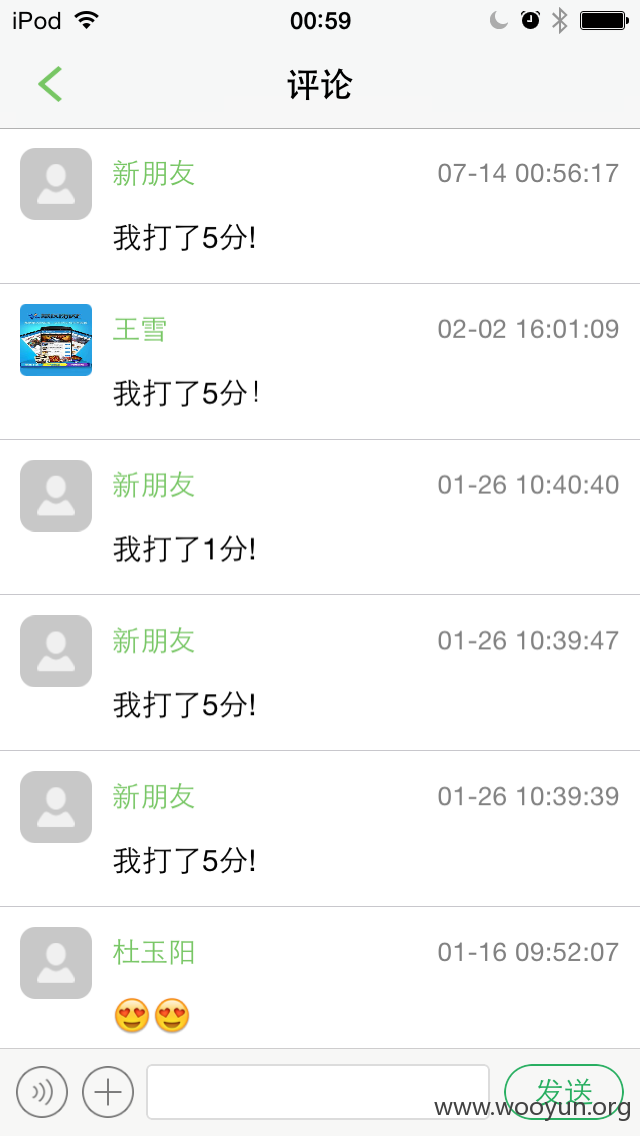 iPod 00:59
评论
新朋友 07-14 00:56:17
我打了5分!
王雪 02-02 16:01:09
我打了5分！
新朋友 01-26 10:40:40
我打了1分!
新朋友 01-26 10:39:47
我打了5分!
新朋友 01-26 10:39:39
我打了5分!
杜玉阳 01-16 09:52:07
😍😍
发送
www.wooyun.org